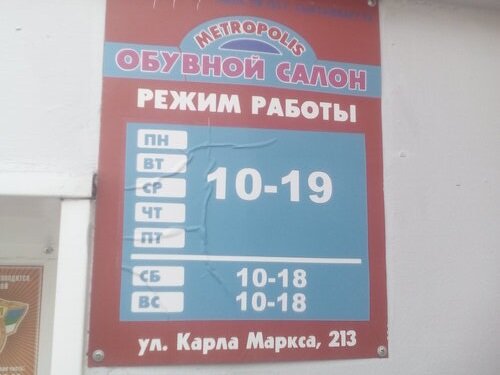 METROPOLIS
ОБУВНОЙ САЛОН
РЕЖИМ РАБОТЫ
ПН
ВТ
СР
ЧТ
ПТ
10-19
СБ 10-18
ВС 10-18
ул. Карла Маркса, 213